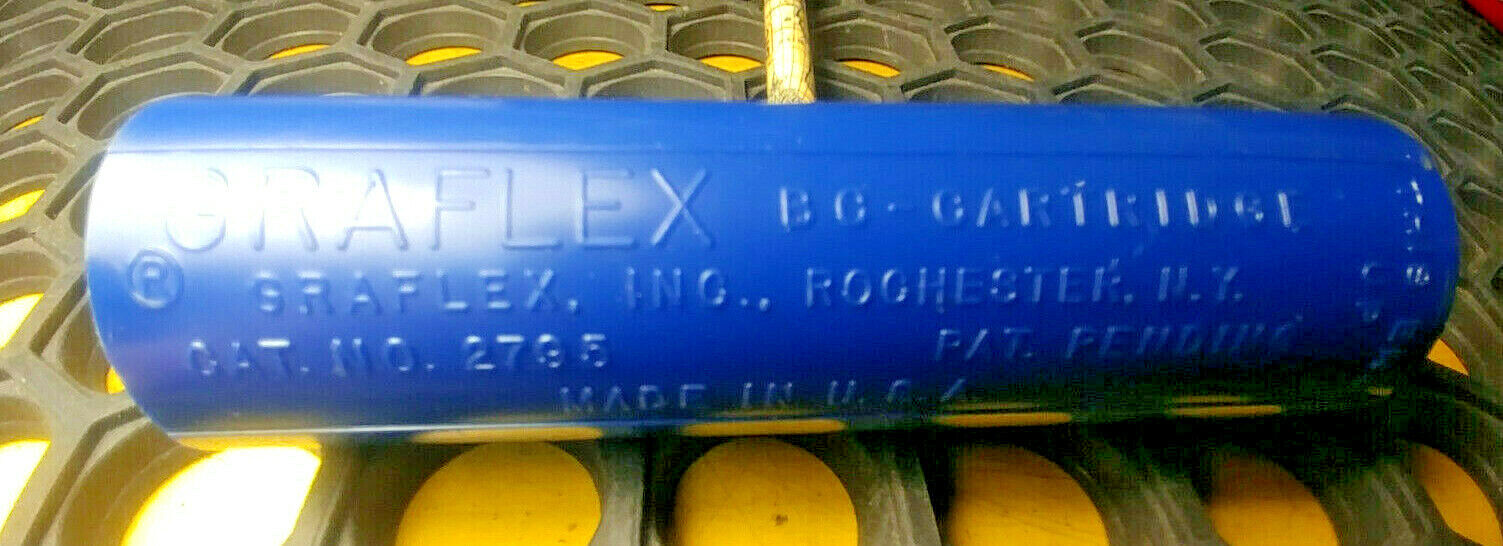 GRAFLEX BC-CARTRIDGE
® GRAFLEX, INC., ROCHESTER, N.Y.
CAT. NO. 2795 PAT. PENDING
MADE IN U.S.A.